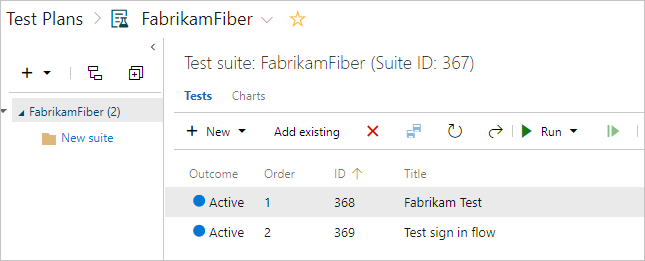 Test Plans FabrikamFiber
Test suite: FabrikamFiber (Suite ID: 367)
Tests Charts
New Add existing Run
FabrikamFiber (2)
New suite
Outcome Order ID Title
Active 1 368 Fabrikam Test
Active 2 369 Test sign in flow